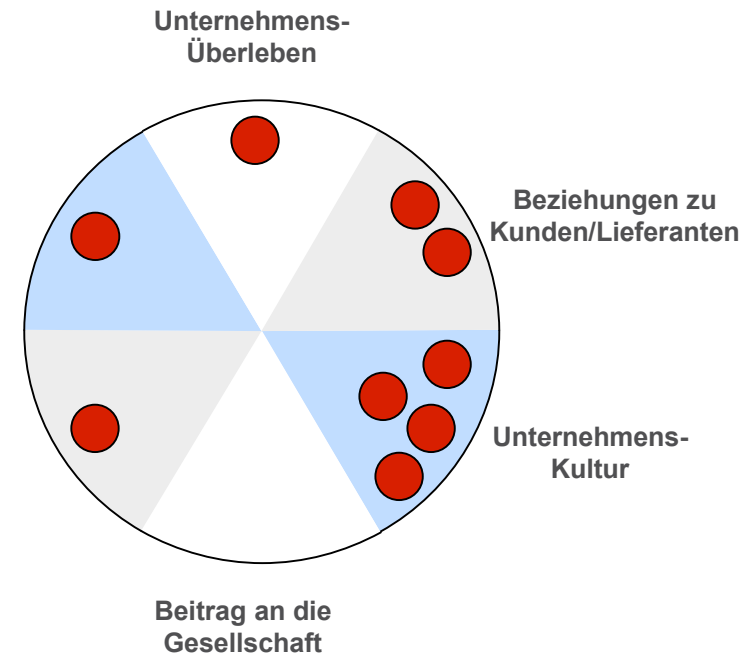 Unternehmens-
Überleben
Beziehungen zu
Kunden/Lieferanten
Unternehmens-
Kultur
Beitrag an die
Gesellschaft